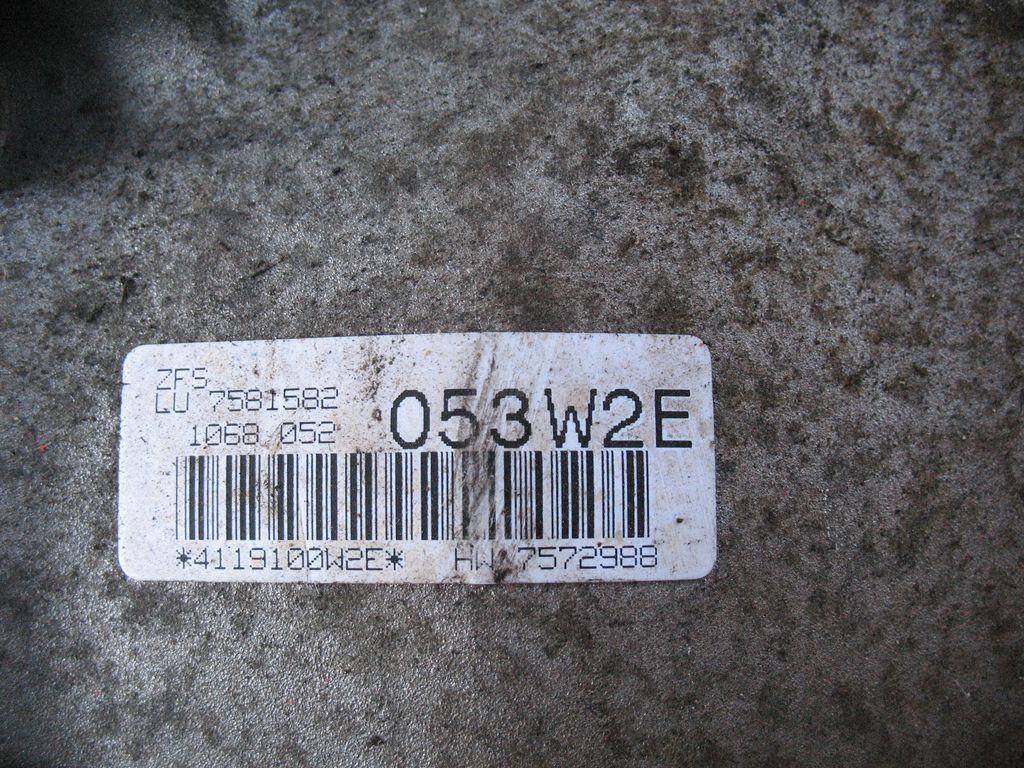 ZFS
LU 7581582
053W2E
1068 052
*4119100W2E* HW 7572988